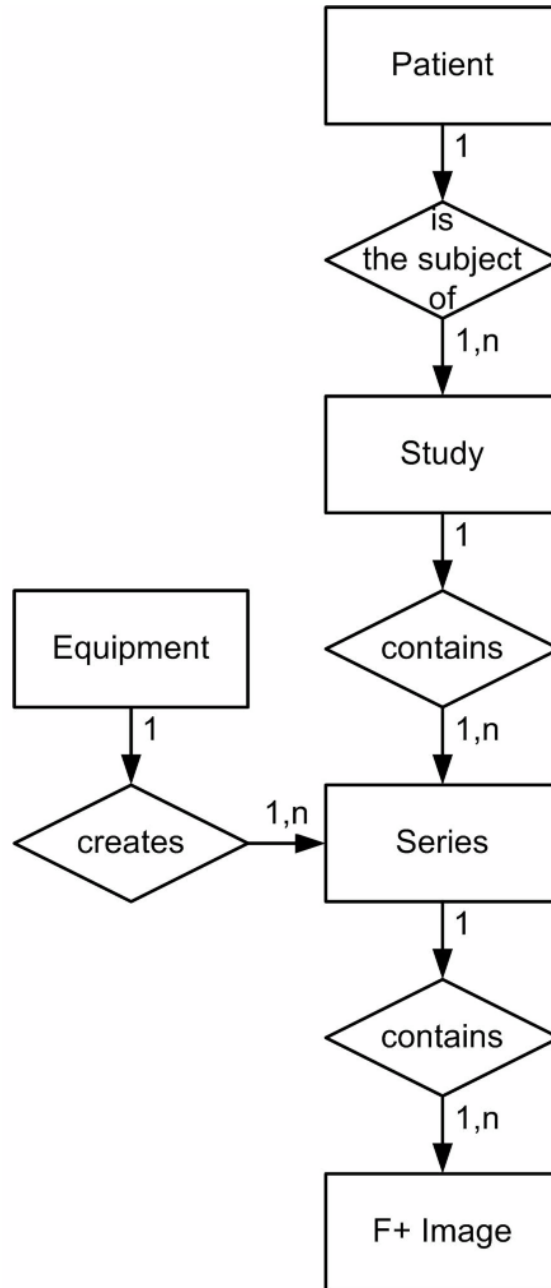 Patient
1
is
the subject
of
1,n
Study
1
contains
1,n
Equipment
1
creates
1,n
Series
1
contains
1,n
F+ Image